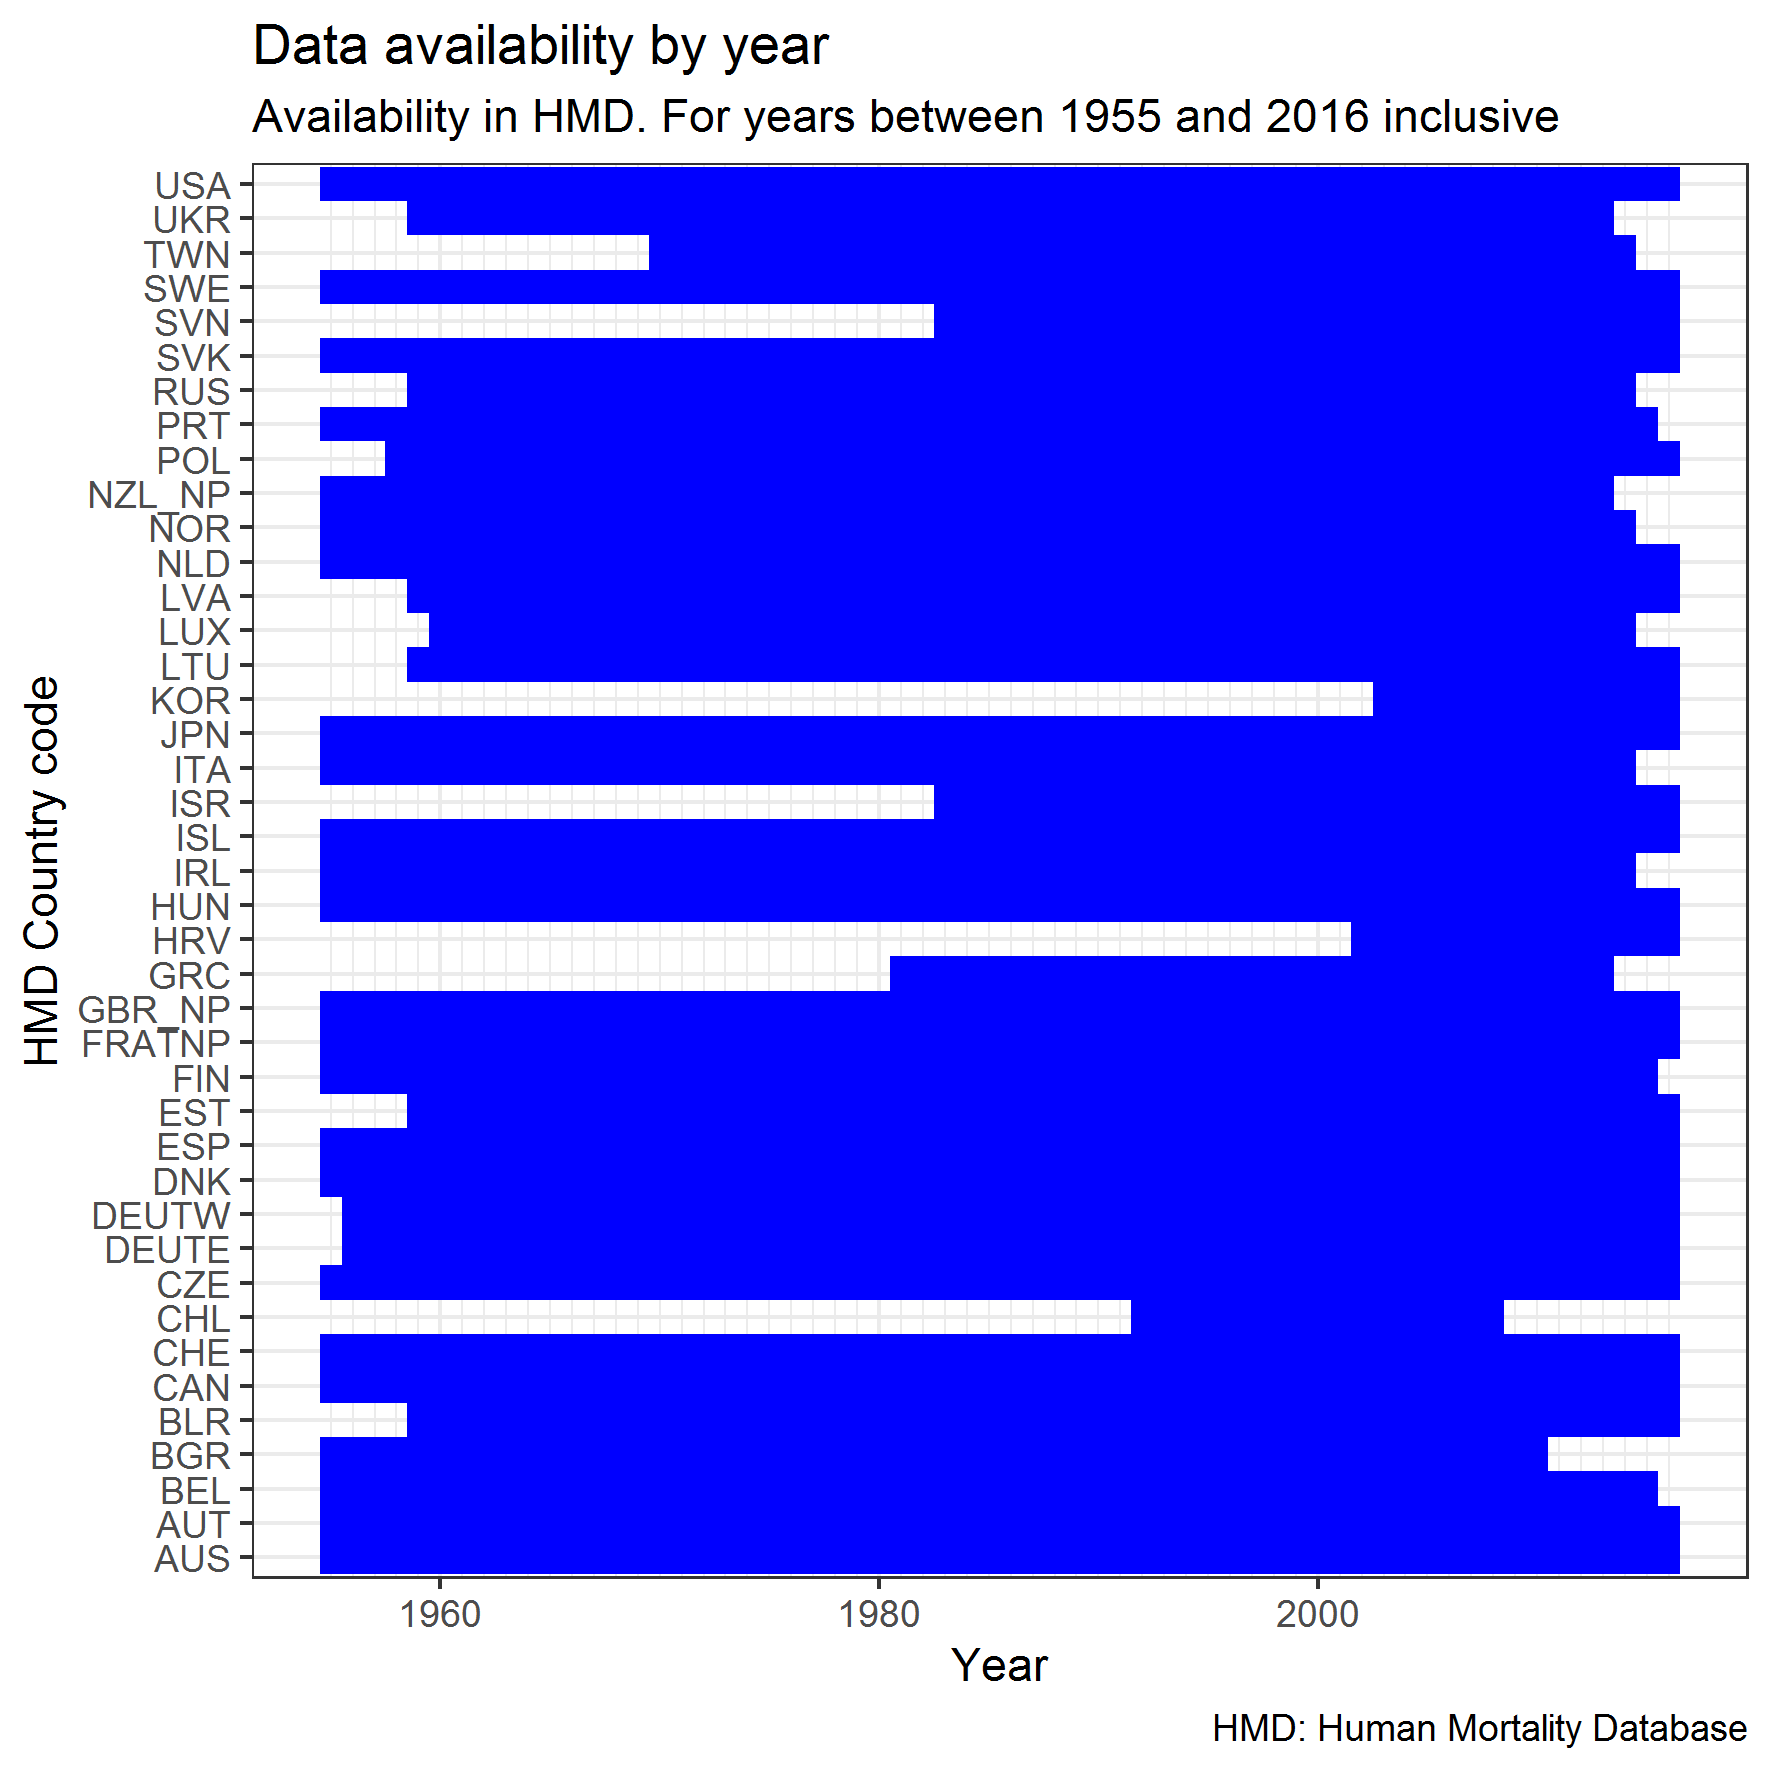 Data availability by year
Availability in HMD. For years between 1955 and 2016 inclusive
HMD Country code
USA
UKR
TWN
SWE
SVN
SVK
RUS
PRT
POL
NZL_NP
NOR
NLD
LVA
LUX
LTU
KOR
JPN
ITA
ISR
ISL
IRL
HUN
HRV
GRC
GBR_NP
FRATNP
FIN
EST
ESP
DNK
DEUTW
DEUTE
CZE
CHL
CHE
CAN
BLR
BGR
BEL
AUT
AUS
1960 1980 2000
Year
HMD: Human Mortality Database